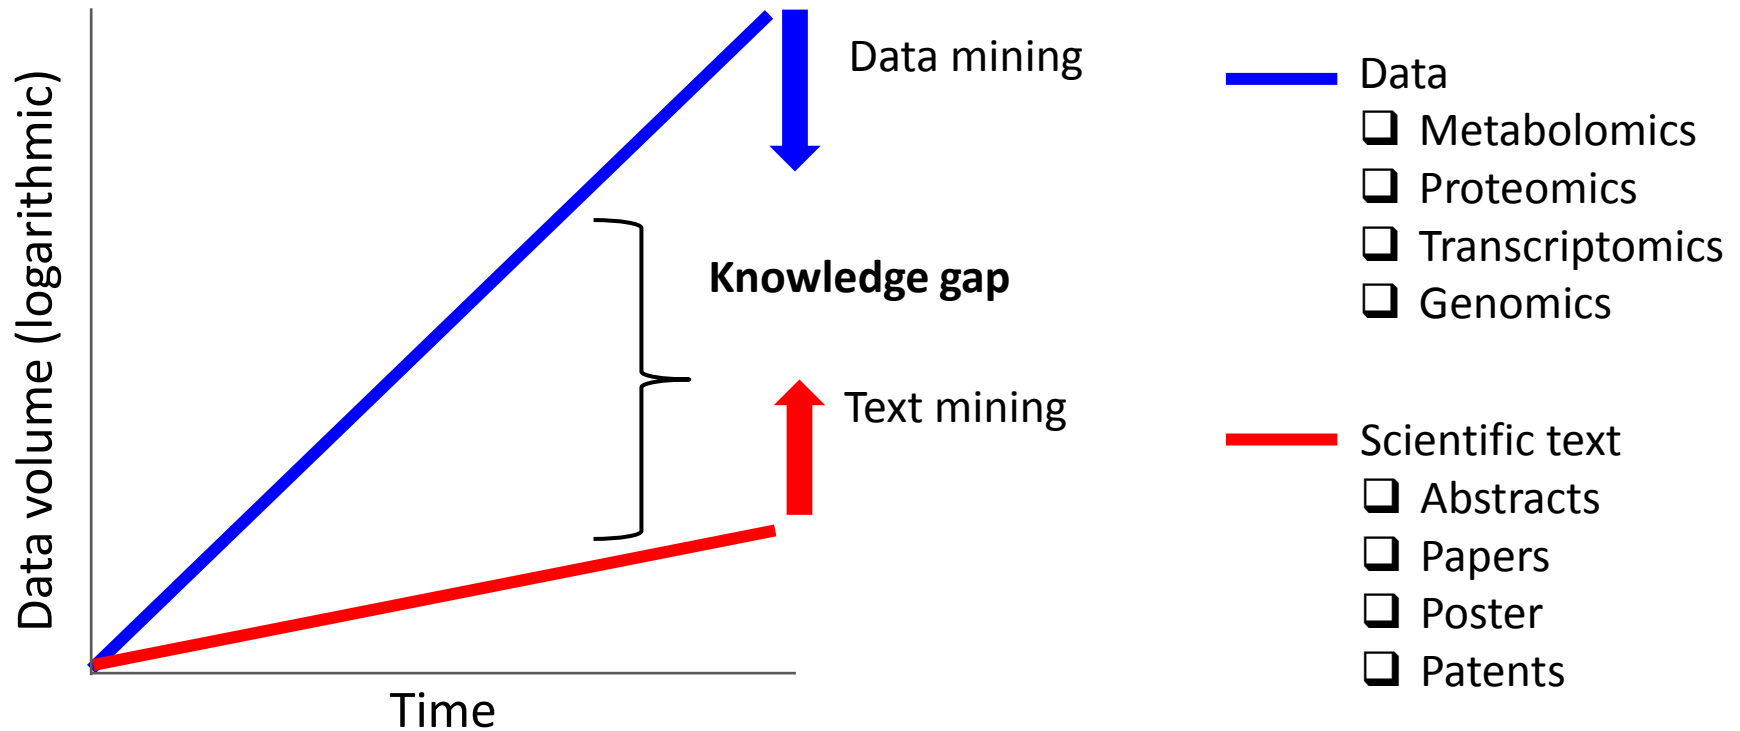 Data volume (logarithmic)
Time
Data mining
Knowledge gap
Text mining
Data
Metabolomics
Proteomics
Transcriptomics
Genomics
Scientific text
Abstracts
Papers
Poster
Patents